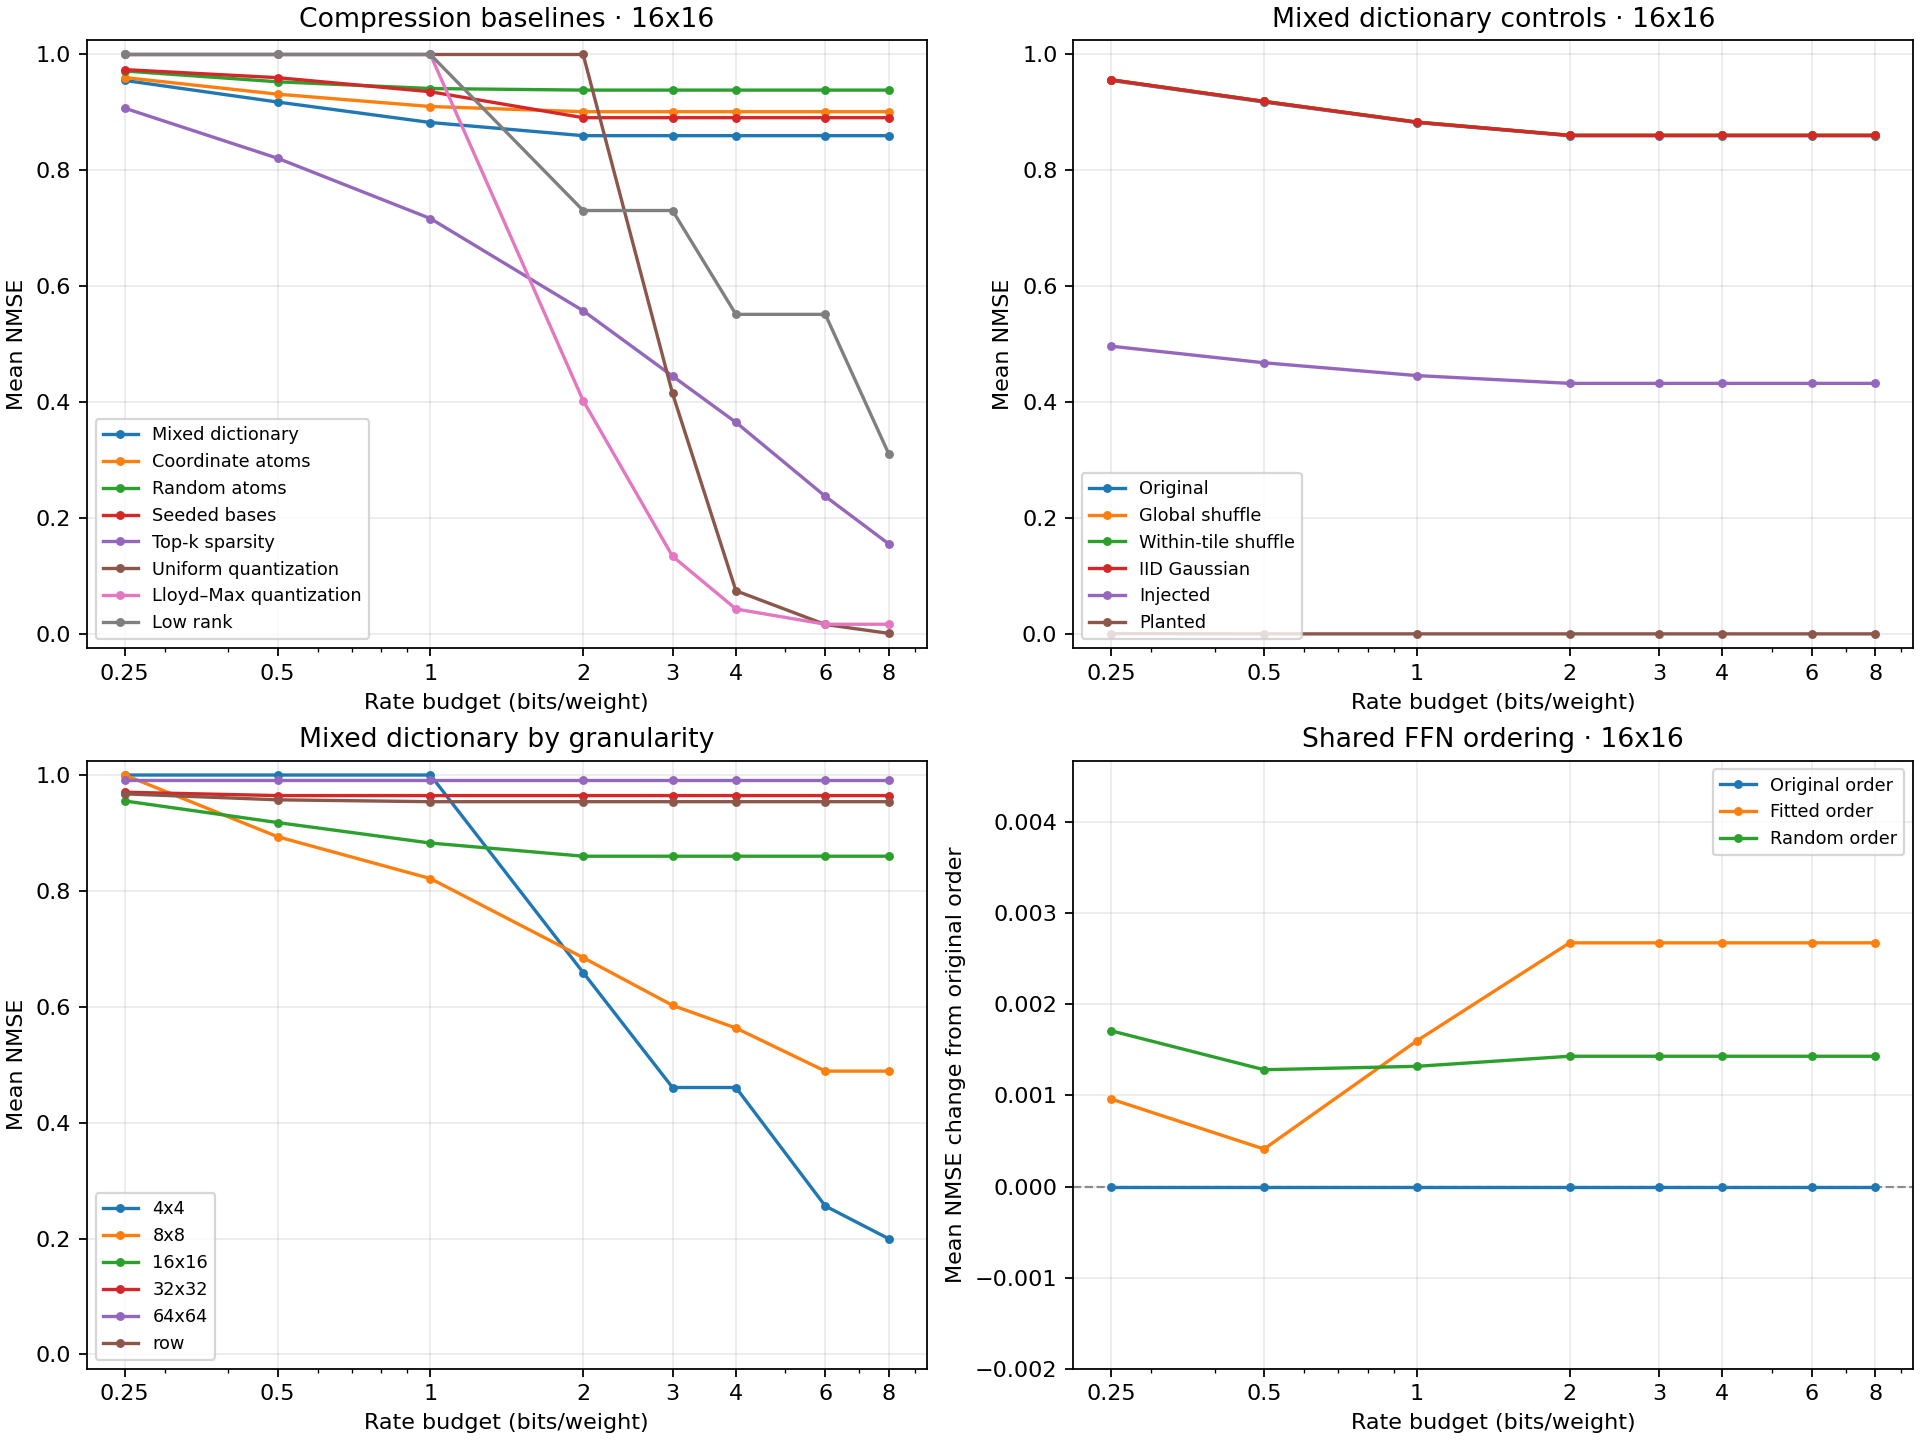 Compression baselines · 16x16
1.0
0.8
0.6
0.4
0.2
0.0
Mean NMSE
Mixed dictionary
Coordinate atoms
Random atoms
Seeded bases
Top-k sparsity
Uniform quantization
Lloyd–Max quantization
Low rank
0.25 0.5 1 2 3 4 6 8
Rate budget (bits/weight)
Mixed dictionary controls · 16x16
1.0
0.8
0.6
0.4
0.2
0.0
Mean NMSE
Original
Global shuffle
Within-tile shuffle
IID Gaussian
Injected
Planted
0.25 0.5 1 2 3 4 6 8
Rate budget (bits/weight)
Mixed dictionary by granularity
1.0
0.8
0.6
0.4
0.2
0.0
Mean NMSE
4x4
8x8
16x16
32x32
64x64
row
0.25 0.5 1 2 3 4 6 8
Rate budget (bits/weight)
Shared FFN ordering · 16x16
0.004
0.003
0.002
0.001
0.000
−0.001
−0.002
Mean NMSE change from original order
Original order
Fitted order
Random order
0.25 0.5 1 2 3 4 6 8
Rate budget (bits/weight)